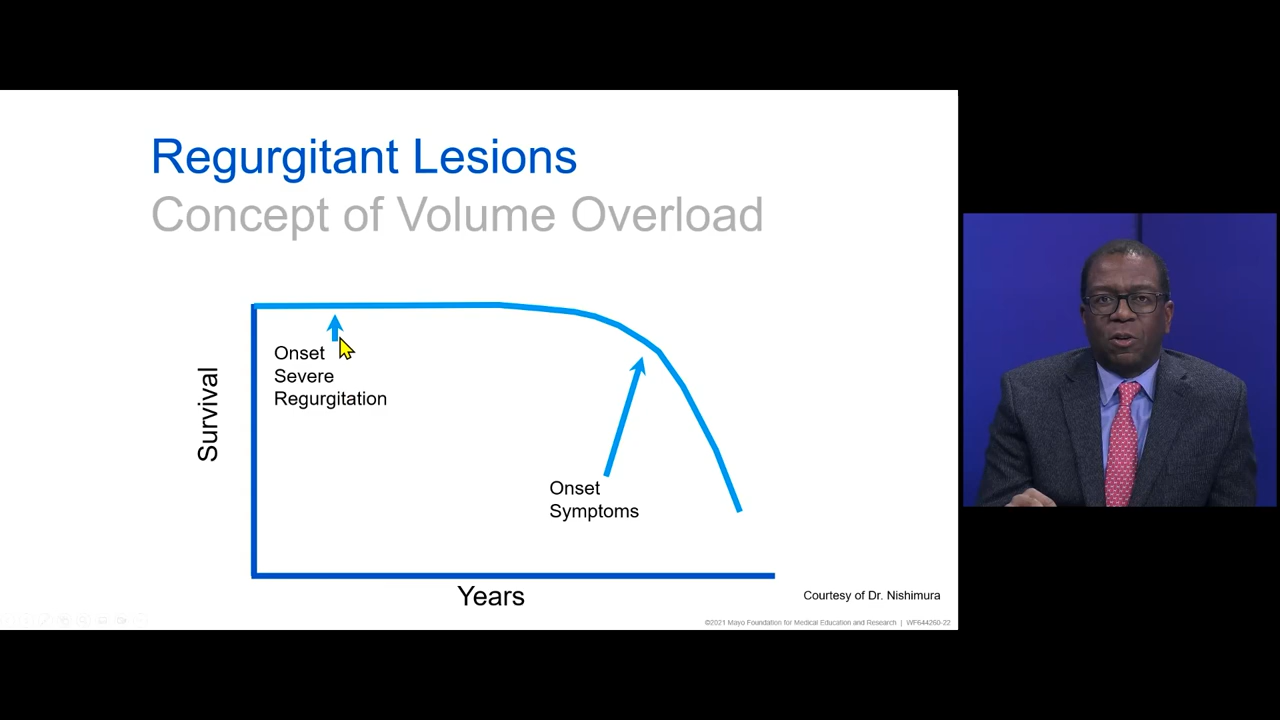 Regurgitant Lesions
Concept of Volume Overload
Onset
Severe
Regurgitation
Survival
Onset
Symptoms
Years
Courtesy of Dr. Nishimura
©2021 Mayo Foundation for Medical Education and Research | WF644260-22